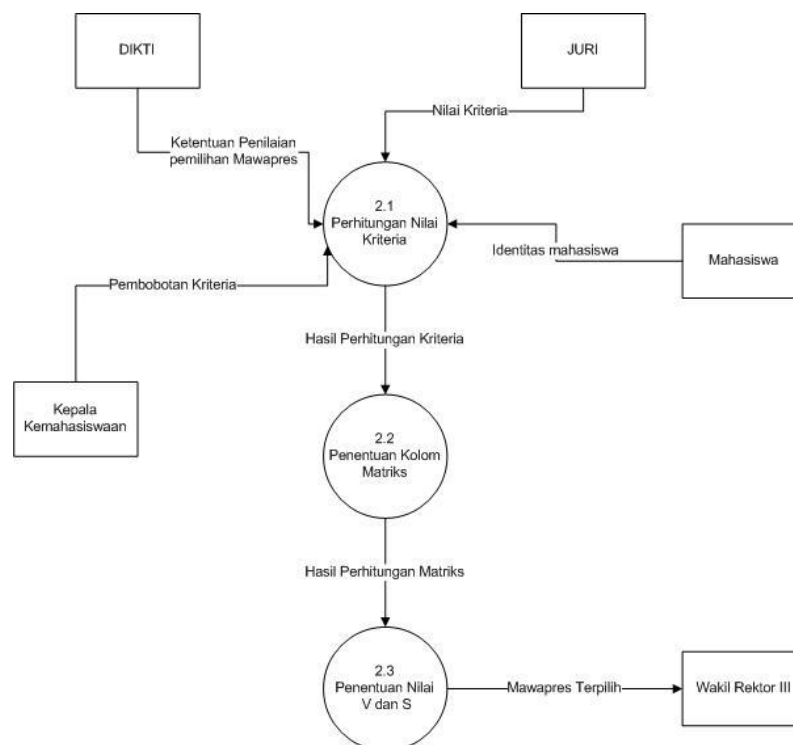 DIKTI
JURI
Nilai Kriteria
Ketentuan Penilaian
pemilihan Mawapres
2.1
Perhitungan Nilai
Kriteria
Identitas mahasiswa
Mahasiswa
Pembobotan Kriteria
Hasil Perhitungan Kriteria
Kepala
Kemahasiswaan
2.2
Penentuan Kolom
Matriks
Hasil Perhitungan Matriks
2.3
Penentuan Nilai
V dan S
Mawapres Terpilih
Wakil Rektor III